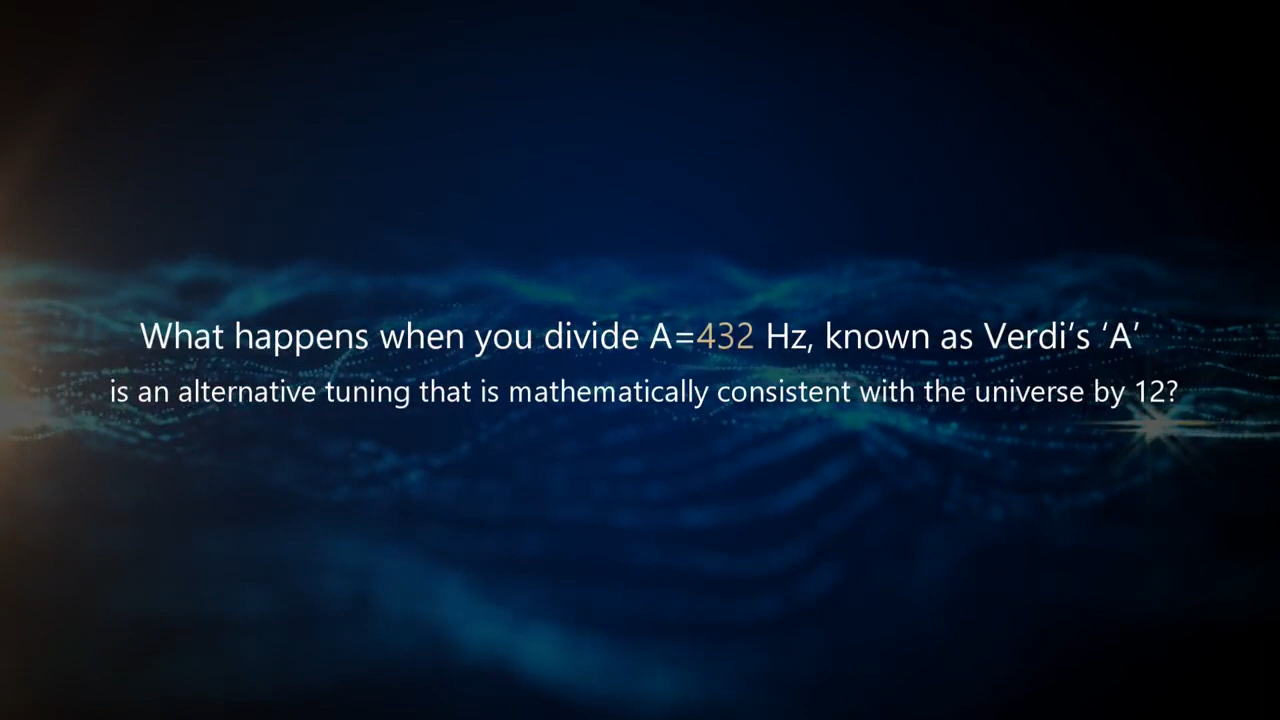 What happens when you divide A=432 Hz, known as Verdi’s ‘A’
is an alternative tuning that is mathematically consistent with the universe by 12?